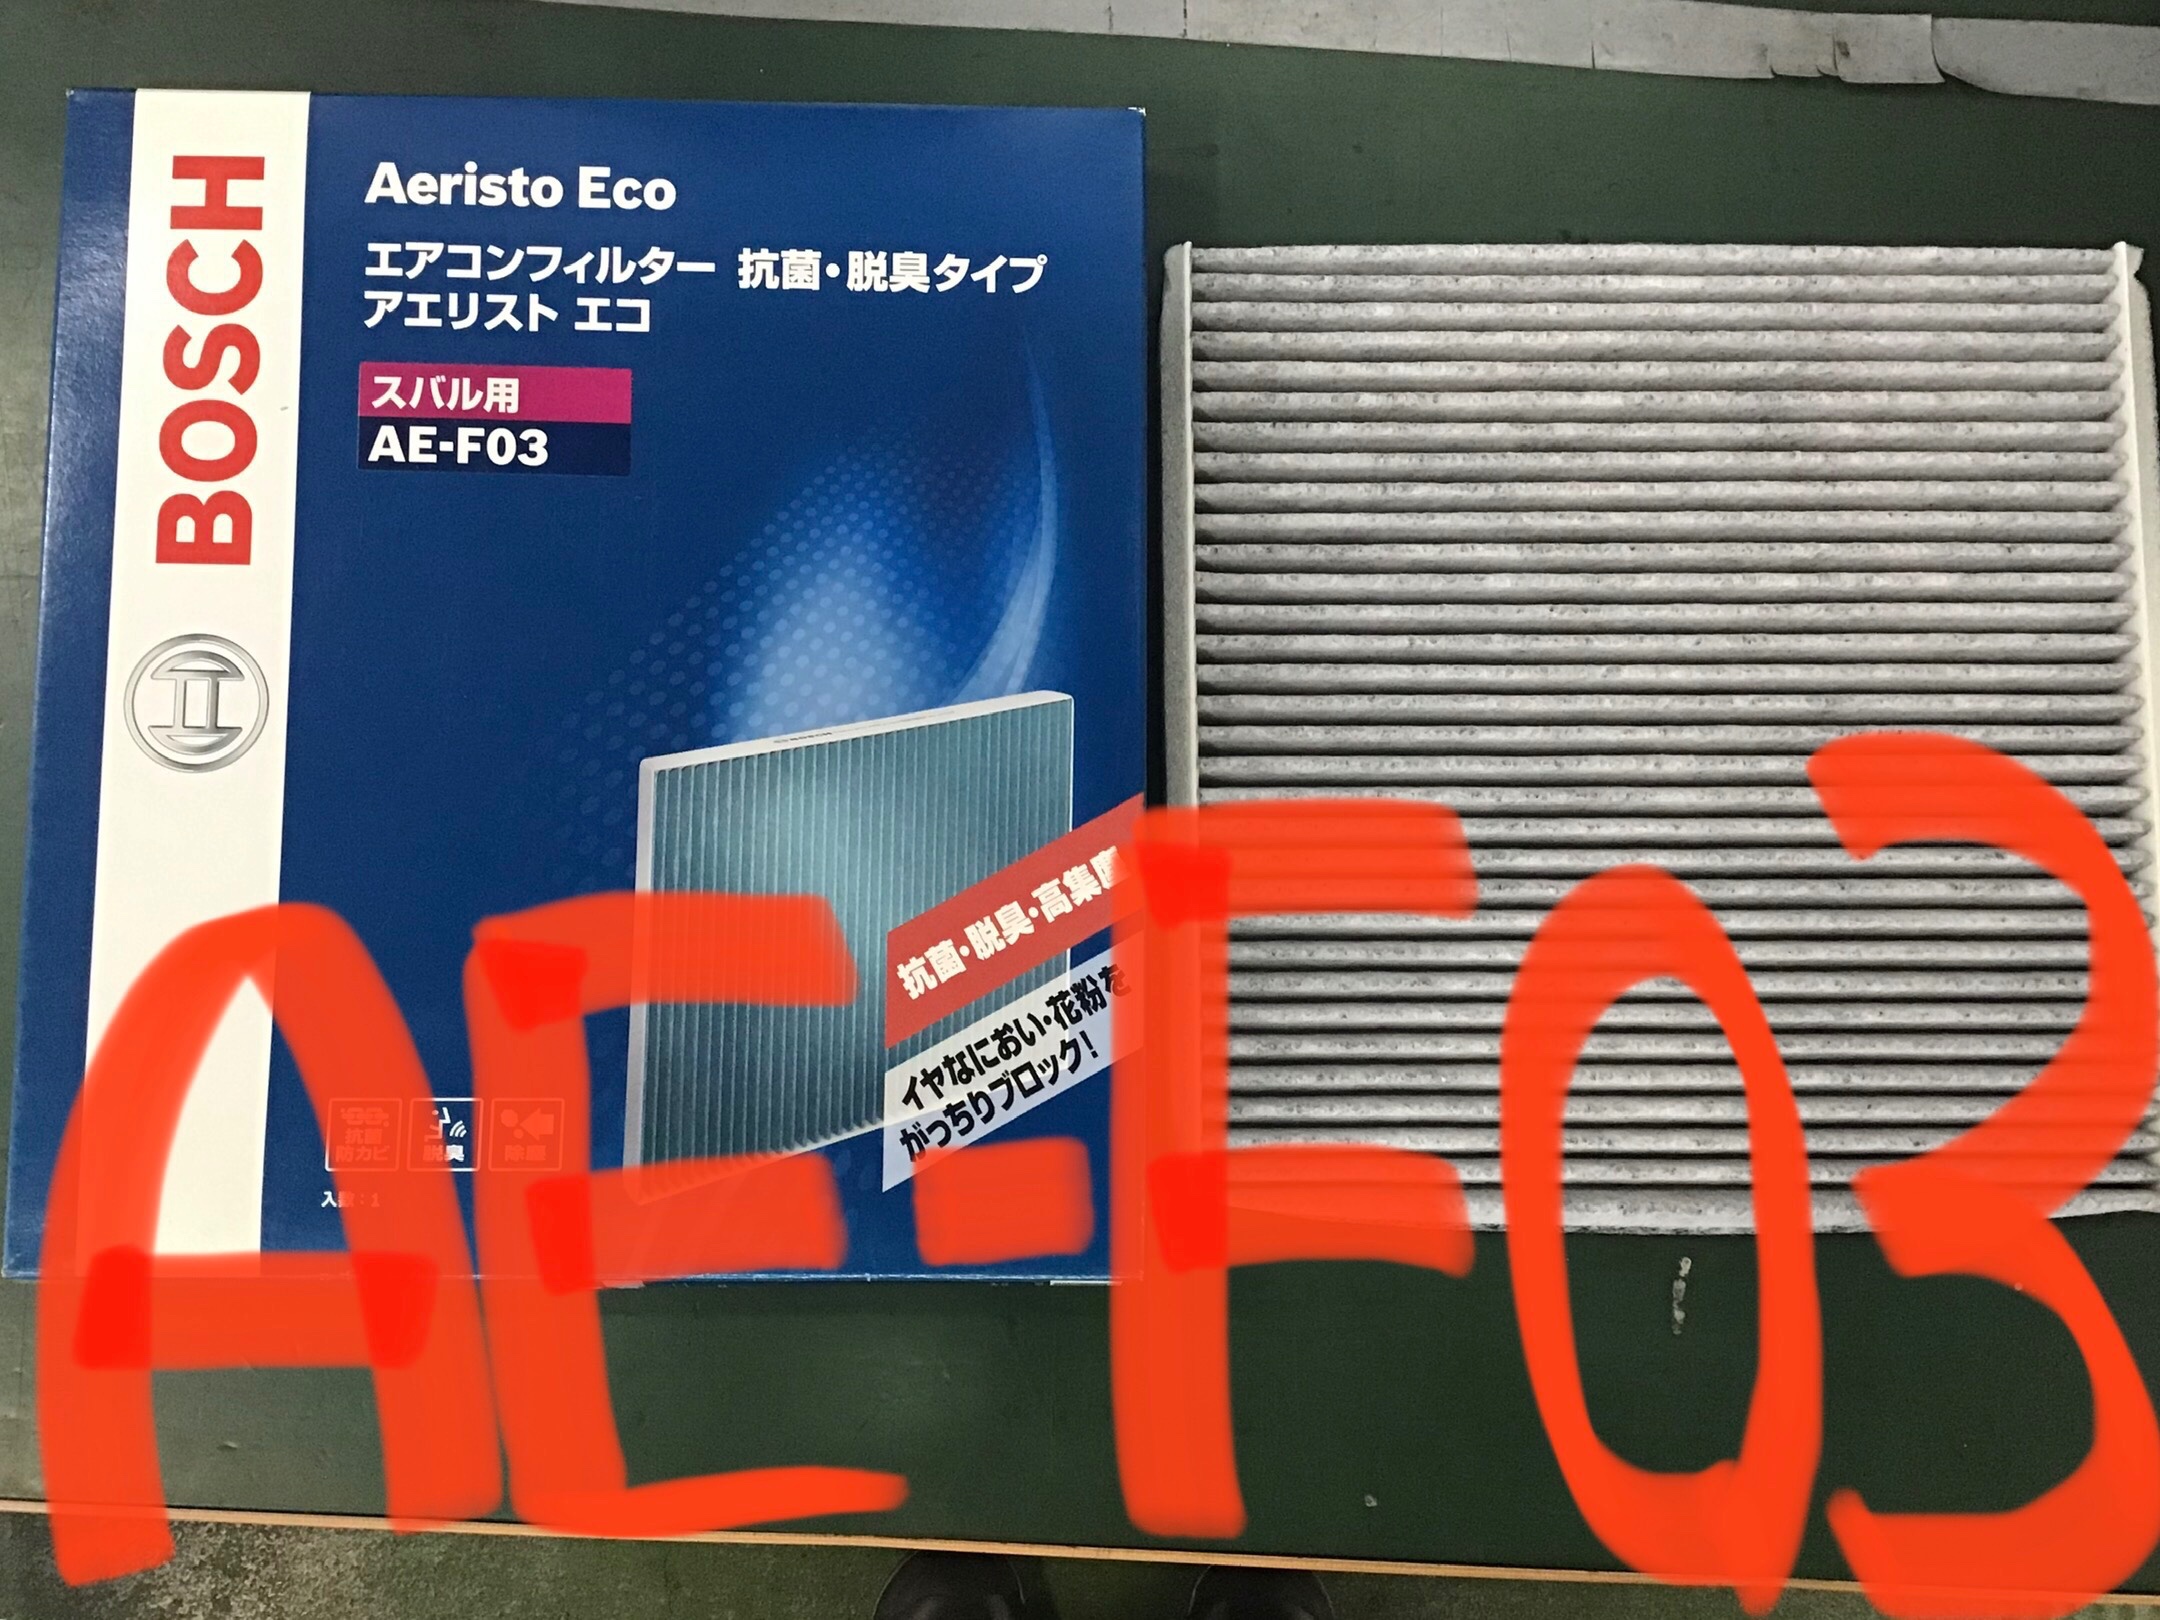 BOSCH
Aeristo Eco
エアコンフィルター 抗菌・脱臭タイプ
アエリスト エコ
スバル用
AE-F03
抗菌・脱臭・高集塵
イヤなにおい・花粉を
がっちりブロック!
抗菌
防カビ
脱臭
除塵
入数:1
AE-F03